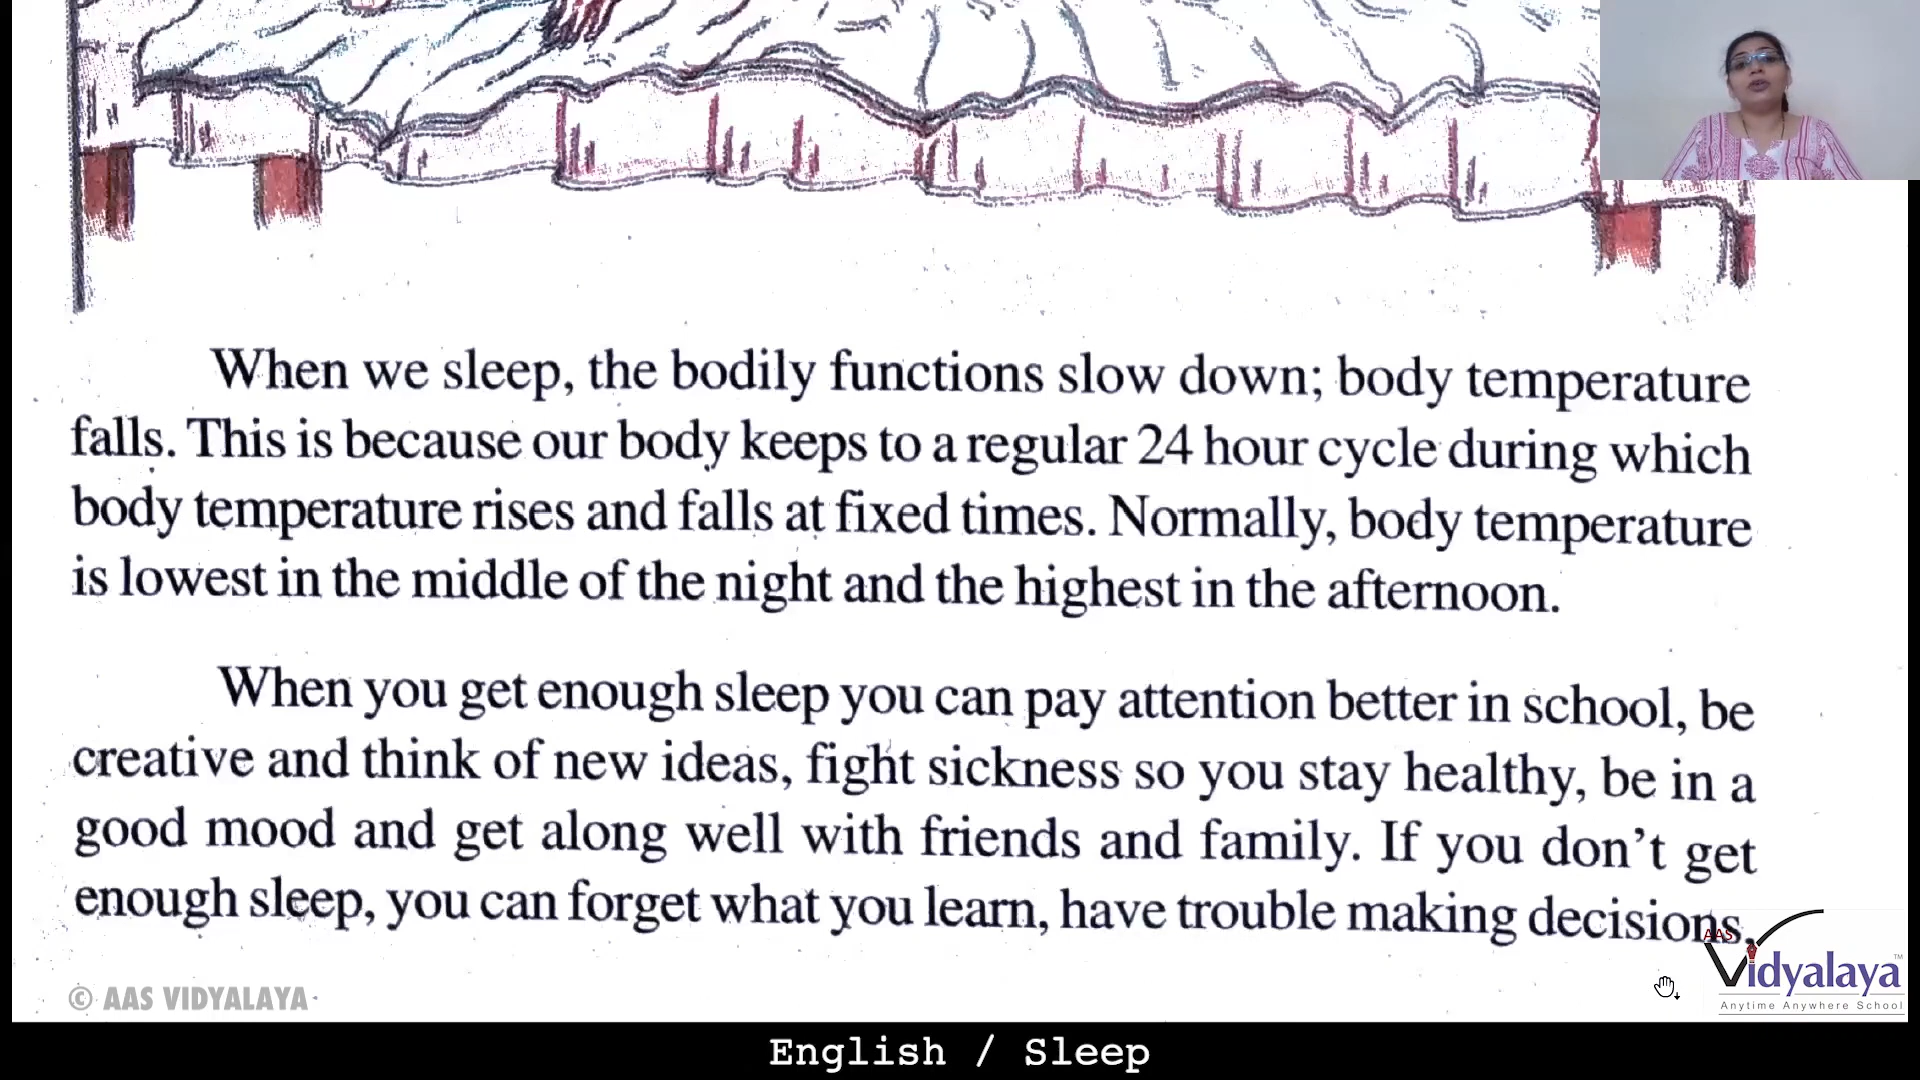 When we sleep, the bodily functions slow down; body temperature
falls. This is because our body keeps to a regular 24 hour cycle during which
body temperature rises and falls at fixed times. Normally, body temperature
is lowest in the middle of the night and the highest in the afternoon.
When you get enough sleep you can pay attention better in school, be
creative and think of new ideas, fight sickness so you stay healthy, be in a
good mood and get along well with friends and family. If you don't get
enough sleep, you can forget what you learn, have trouble making decisions,
AAS
Vidyalaya™
Anytime Anywhere School
© AAS VIDYALAYA
English / Sleep